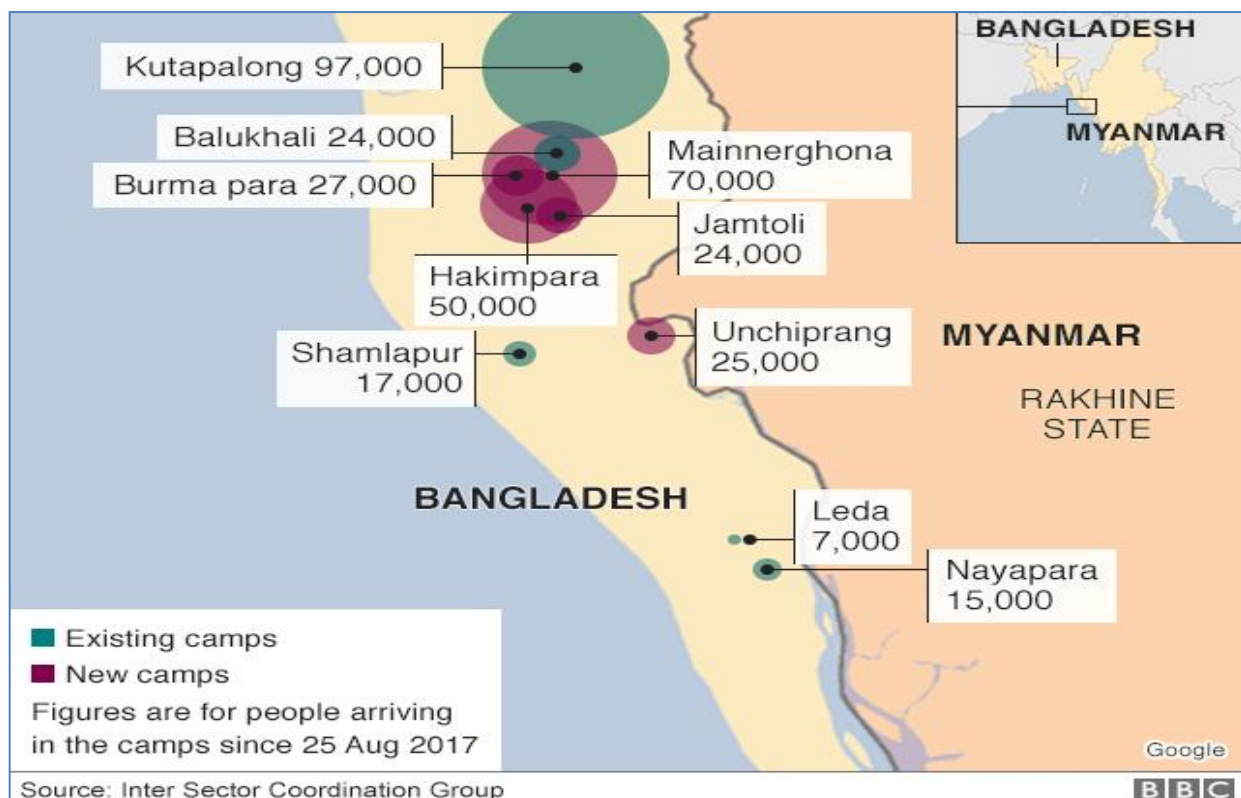 BANGLADESH
MYANMAR
Kutapalong 97,000
Balukhali 24,000
Burma para 27,000
Mainnerghona
70,000
Jamtoli
24,000
Hakimpara
50,000
Shamlapur
17,000
Unchiprang
25,000
MYANMAR
RAKHINE
STATE
BANGLADESH
Leda
7,000
Nayapara
15,000
Existing camps
New camps
Figures are for people arriving
in the camps since 25 Aug 2017
Google
Source: Inter Sector Coordination Group
BBC